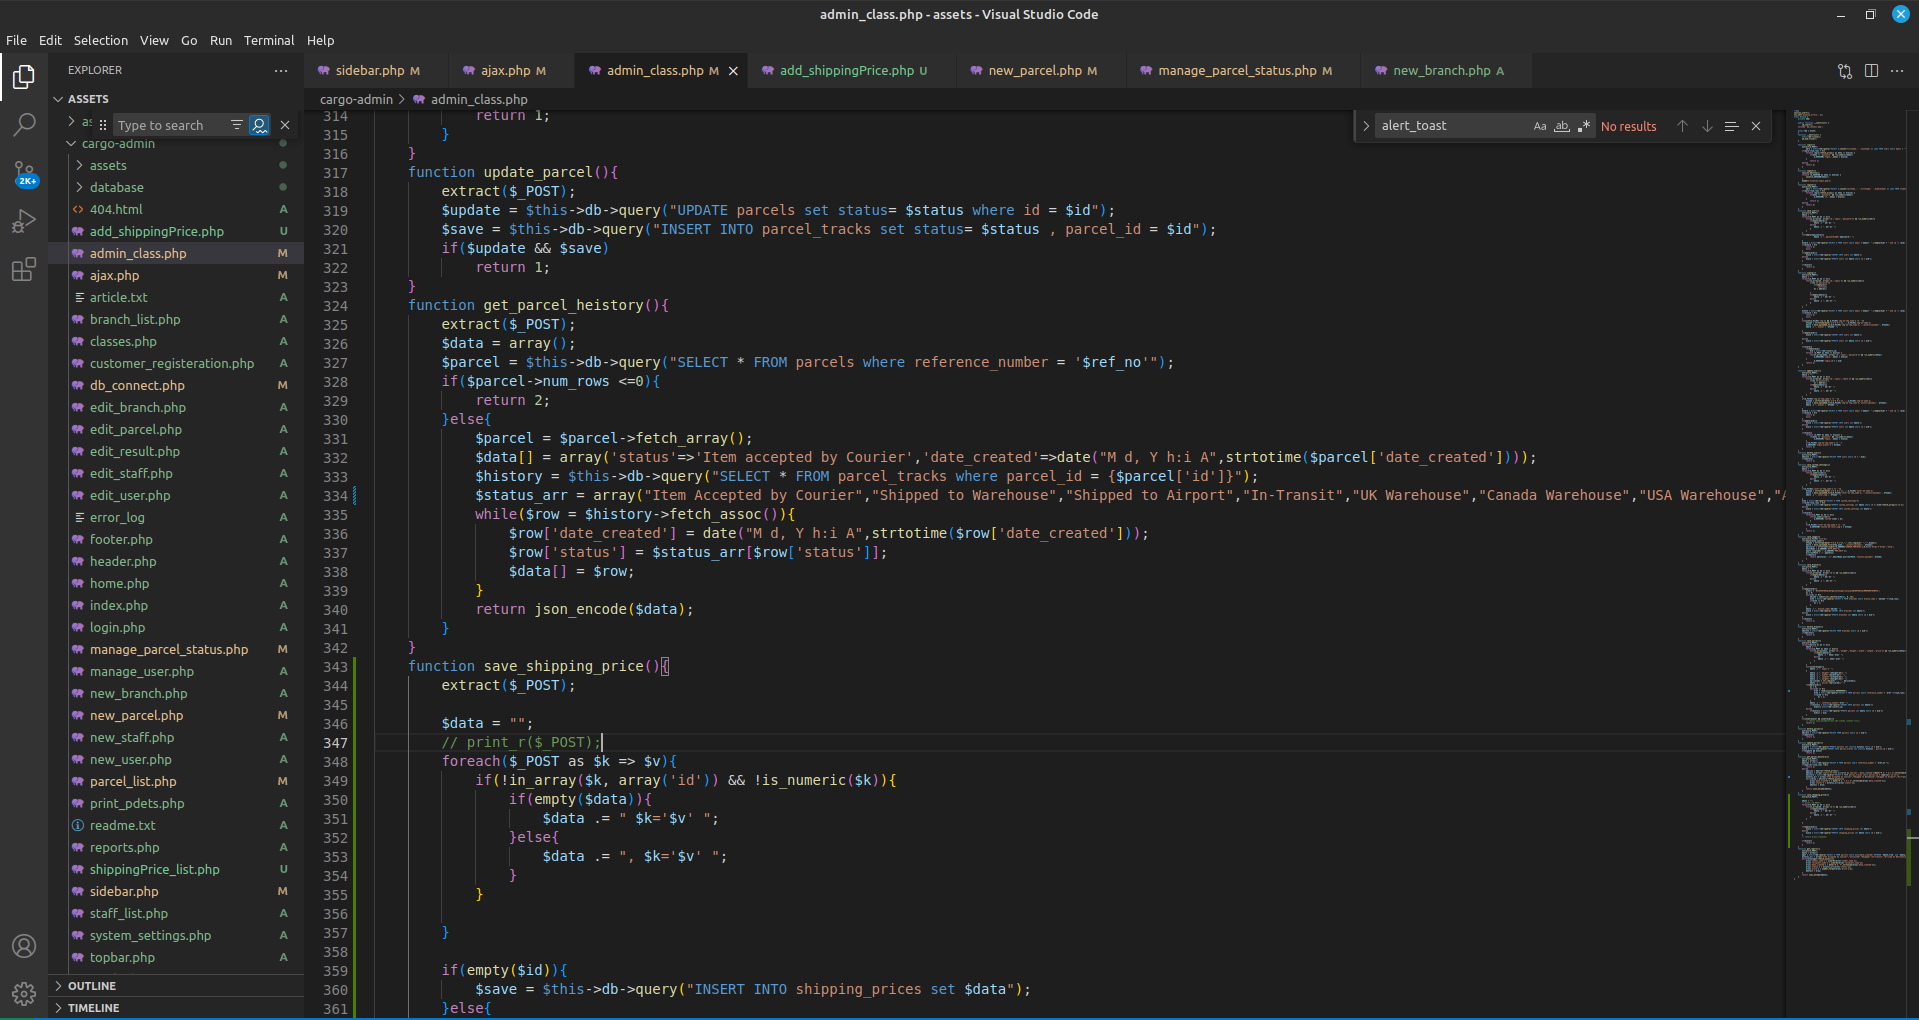 admin_class.php - assets - Visual Studio Code
File Edit Selection View Go Run Terminal Help
EXPLORER
sidebar.php M
ajax.php M
admin_class.php M
add_shippingPrice.php U
new_parcel.php M
manage_parcel_status.php M
new_branch.php A
ASSETS
cargo-admin > admin_class.php
as
Type to search
alert_toast
Aa ab .*
No results
2K+
cargo-admin
assets
database
404.html A
add_shippingPrice.php U
admin_class.php M
ajax.php M
article.txt A
branch_list.php A
classes.php A
customer_registeration.php A
db_connect.php M
edit_branch.php A
edit_parcel.php A
edit_result.php A
edit_staff.php A
edit_user.php A
error_log A
footer.php A
header.php A
home.php A
index.php A
login.php A
manage_parcel_status.php M
manage_user.php A
new_branch.php A
new_parcel.php M
new_staff.php A
new_user.php A
parcel_list.php M
print_pdets.php A
readme.txt A
reports.php A
shippingPrice_list.php U
sidebar.php M
staff_list.php A
system_settings.php A
topbar.php A
OUTLINE
TIMELINE
314 return 1;
315 }
316 }
317 function update_parcel(){
318 extract($_POST);
319 $update = $this->db->query("UPDATE parcels set status= $status where id = $id");
320 $save = $this->db->query("INSERT INTO parcel_tracks set status= $status , parcel_id = $id");
321 if($update && $save)
322 return 1;
323 }
324 function get_parcel_heistory(){
325 extract($_POST);
326 $data = array();
327 $parcel = $this->db->query("SELECT * FROM parcels where reference_number = '$ref_no'");
328 if($parcel->num_rows <=0){
329 return 2;
330 }else{
331 $parcel = $parcel->fetch_array();
332 $data[] = array('status'=>'Item accepted by Courier','date_created'=>date("M d, Y h:i A",strtotime($parcel['date_created'])));
333 $history = $this->db->query("SELECT * FROM parcel_tracks where parcel_id = {$parcel['id']}");
334 $status_arr = array("Item Accepted by Courier","Shipped to Warehouse","Shipped to Airport","In-Transit","UK Warehouse","Canada Warehouse","USA Warehouse","A
335 while($row = $history->fetch_assoc()){
336 $row['date_created'] = date("M d, Y h:i A",strtotime($row['date_created']));
337 $row['status'] = $status_arr[$row['status']];
338 $data[] = $row;
339 }
340 return json_encode($data);
341 }
342 }
343 function save_shipping_price(){
344 extract($_POST);
345
346 $data = "";
347 // print_r($_POST);
348 foreach($_POST as $k => $v){
349 if(!in_array($k, array('id')) && !is_numeric($k)){
350 if(empty($data)){
351 $data .= " $k='$v' ";
352 }else{
353 $data .= ", $k='$v' ";
354 }
355 }
356
357 }
358
359 if(empty($id)){
360 $save = $this->db->query("INSERT INTO shipping_prices set $data");
361 }else{